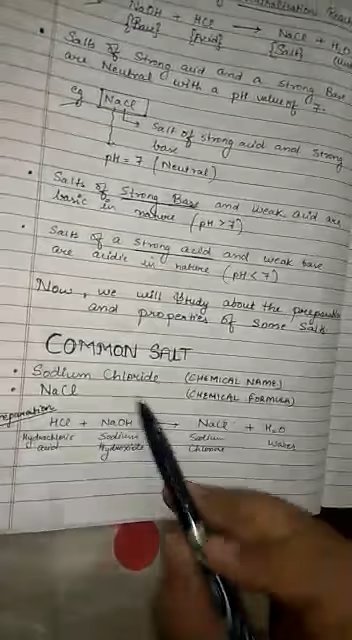 Neutralisation Reac
NaOH + HCl → NaCl + H₂O
[Base] [Acid] [Salt]
• Salts of Strong acid and a Strong Base
are Neutral with a pH value of 7.
eg NaCl
→ Salt of strong acid and strong
base
pH = 7 (Neutral)
• Salts of Strong Base and weak acid are
basic in nature (pH > 7)
• Salts of a strong acid and weak base
are acidic in nature (pH < 7)
Now, we will study about the
and properties of some salts.
COMMON SALT
• Sodium Chloride (CHEMICAL NAME)
• NaCl (CHEMICAL FORMULA)
HCl + NaOH → NaCl + H₂O
Hydrochloric Sodium Sodium Water
acid Hydroxide Chloride